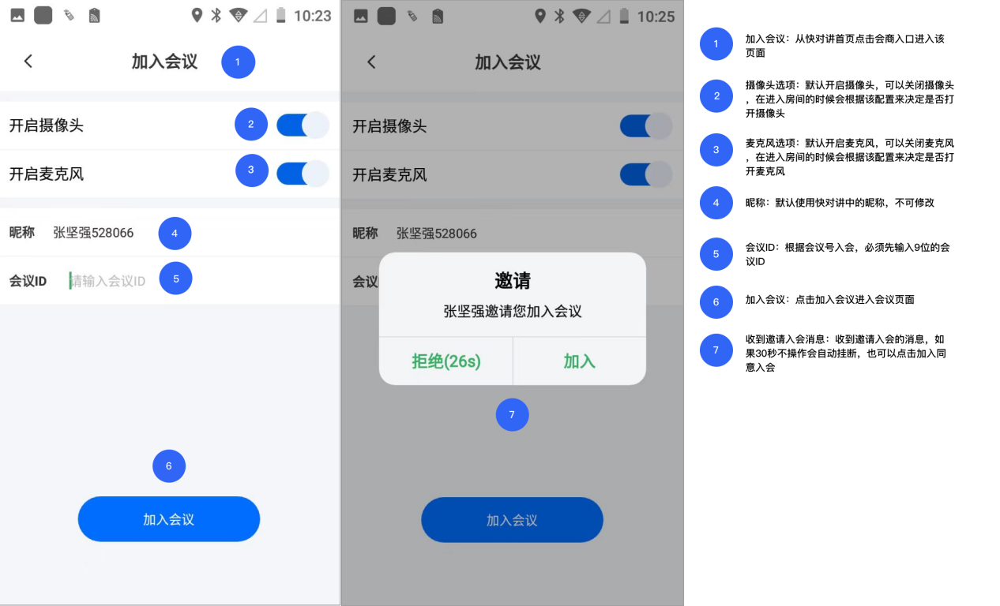 10:23
加入会议
1
开启摄像头
2
开启麦克风
3
昵称 张坚强528066
4
会议ID 请输入会议ID
5
6
加入会议
10:25
加入会议
开启摄像头
开启麦克风
昵称 张坚强528066
会议
邀请
张坚强邀请您加入会议
拒绝(26s) 加入
7
加入会议
1 加入会议：从快对讲首页点击会商入口进入该
页面
2 摄像头选项：默认开启摄像头，可以关闭摄像头
，在进入房间的时候会根据该配置来决定是否打
开摄像头
3 麦克风选项：默认开启麦克风，可以关闭麦克风
，在进入房间的时候会根据该配置来决定是否打
开麦克风
4 昵称：默认使用快对讲中的昵称，不可修改
5 会议ID：根据会议号入会，必须先输入9位的会
议ID
6 加入会议：点击加入会议进入会议页面
7 收到邀请入会消息：收到邀请入会的消息，如
果30秒不操作会自动挂断，也可以点击加入同
意入会